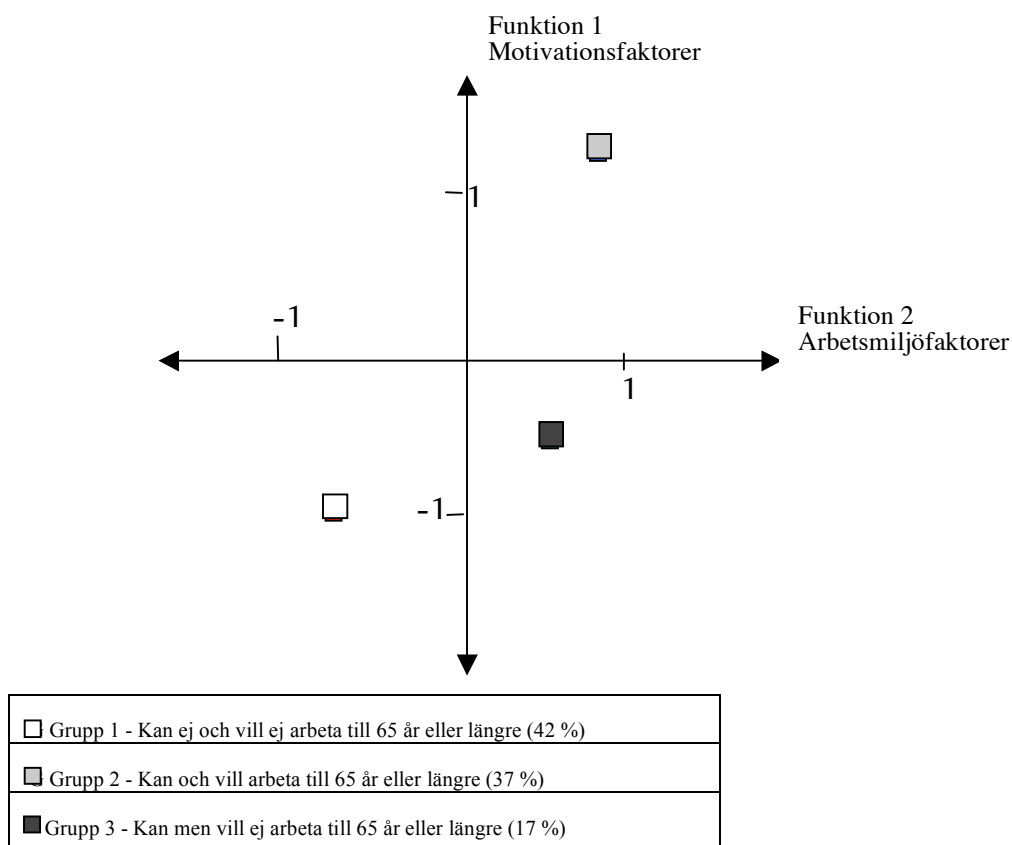 Funktion 1
Motivationsfaktorer
1
-1
Funktion 2
Arbetsmiljöfaktorer
1
-1
Grupp 1 - Kan ej och vill ej arbeta till 65 år eller längre (42 %)
Grupp 2 - Kan och vill arbeta till 65 år eller längre (37 %)
Grupp 3 - Kan men vill ej arbeta till 65 år eller längre (17 %)